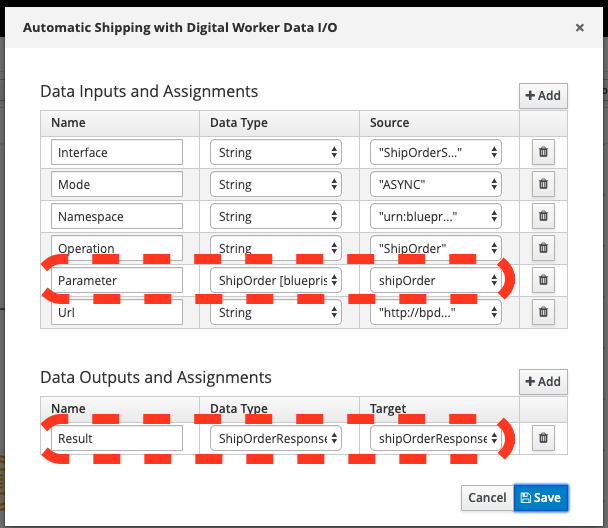 Automatic Shipping with Digital Worker Data I/O ×
Data Inputs and Assignments
+ Add
Name Data Type Source
Interface String "ShipOrderS..."
Mode String "ASYNC"
Namespace String "urn:bluepr..."
Operation String "ShipOrder"
Parameter ShipOrder [bluepris shipOrder
Url String "http://bpd..."
Data Outputs and Assignments
+ Add
Name Data Type Target
Result ShipOrderResponse shipOrderResponse
Cancel Save